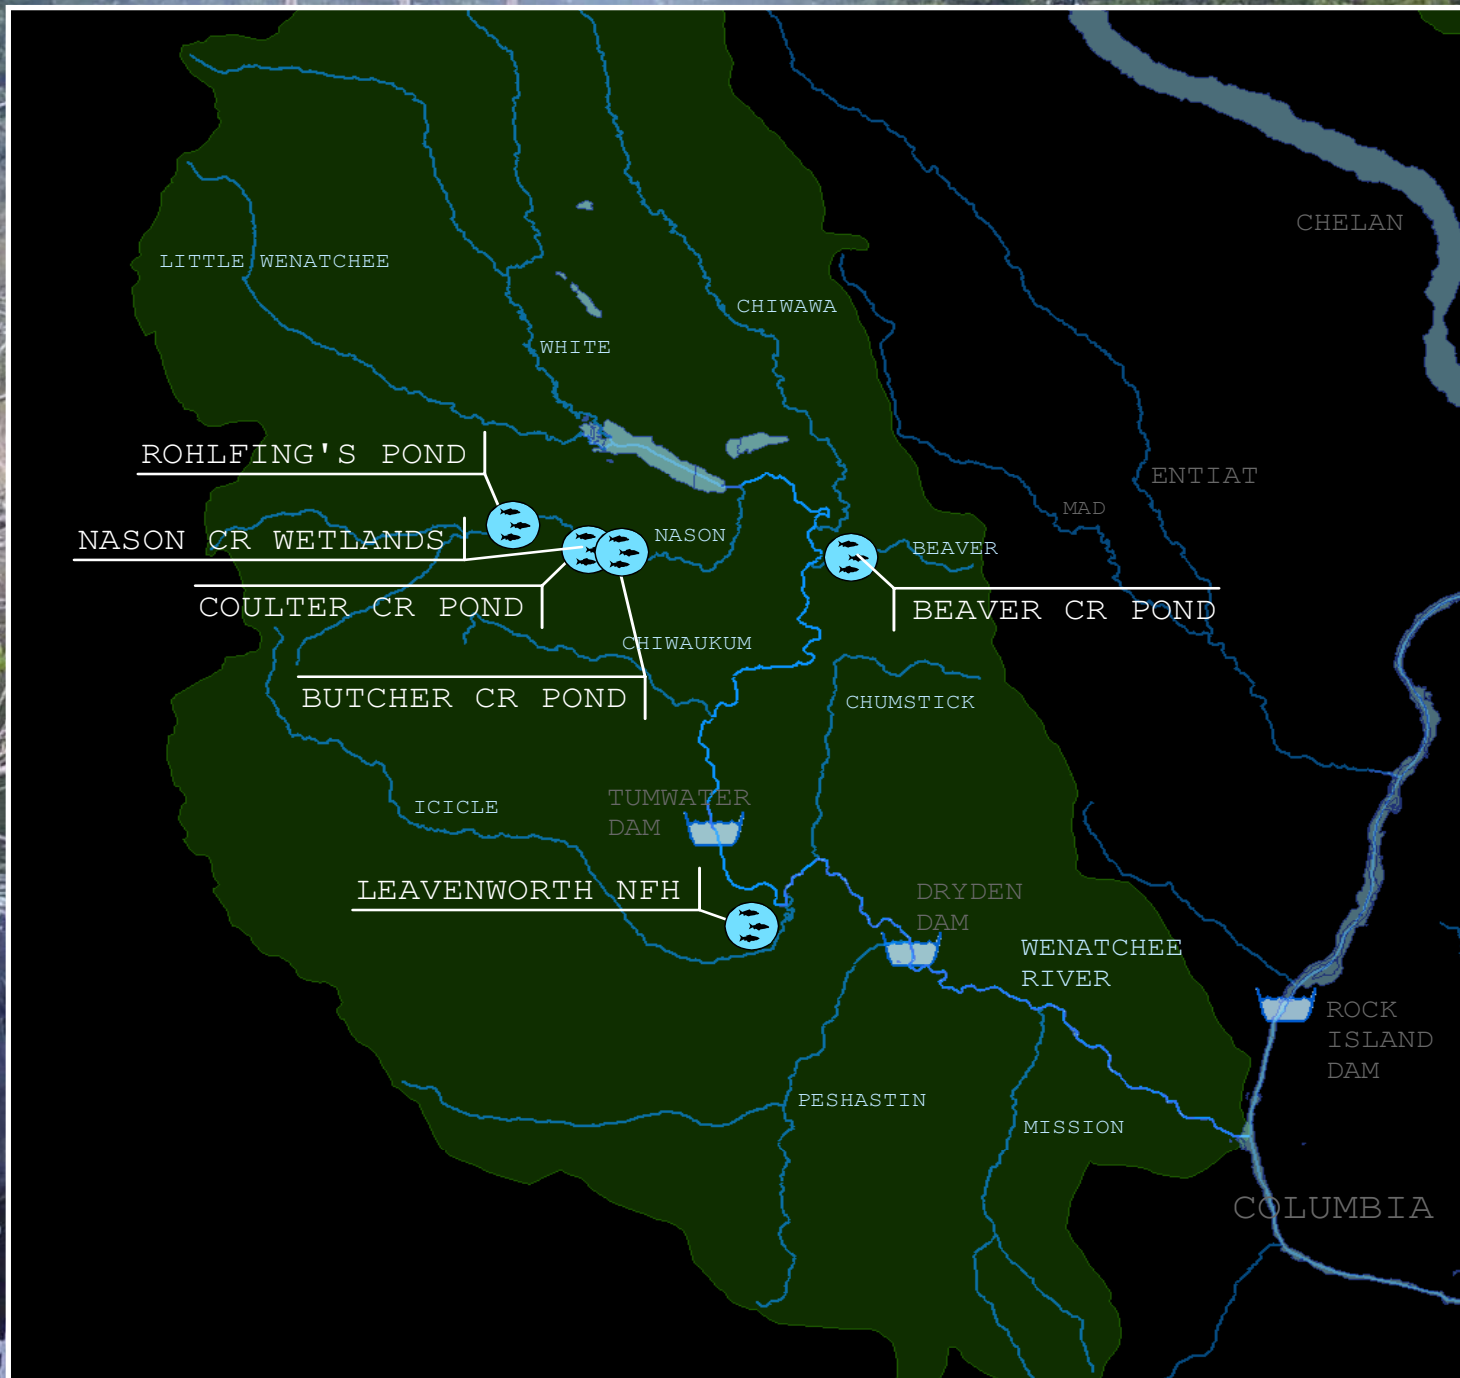 CHELAN
LITTLE WENATCHEE
CHIWAWA
WHITE
ROHLFING'S POND
ENTIAT
MAD
NASON CR WETLANDS
NASON
BEAVER
COULTER CR POND
BEAVER CR POND
CHIWAUKUM
BUTCHER CR POND
CHUMSTICK
ICICLE
TUMWATER
DAM
LEAVENWORTH NFH
DRYDEN
DAM
WENATCHEE
RIVER
ROCK
ISLAND
DAM
PESHASTIN
MISSION
COLUMBIA